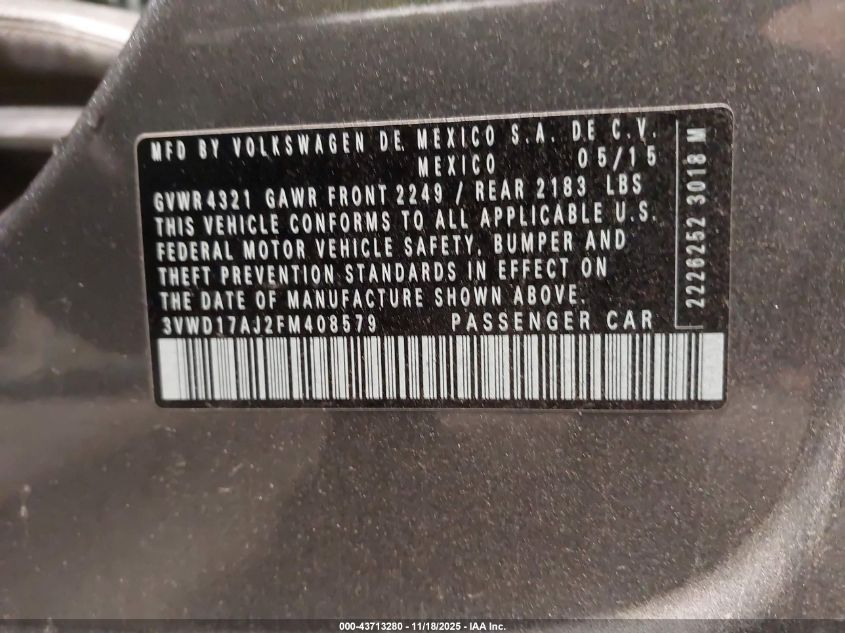 MFD BY VOLKSWAGEN DE MEXICO S.A. DE C.V.
MEXICO 05/15
GVWR 4321 GAWR FRONT 2249 / REAR 2183 LBS
THIS VEHICLE CONFORMS TO ALL APPLICABLE U.S.
FEDERAL MOTOR VEHICLE SAFETY, BUMPER AND
THEFT PREVENTION STANDARDS IN EFFECT ON
THE DATE OF MANUFACTURE SHOWN ABOVE.
3VWD17AJ2FM408579 PASSENGER CAR
2226252 3018 M
000-43713280 - 11/18/2025 - IAA Inc.